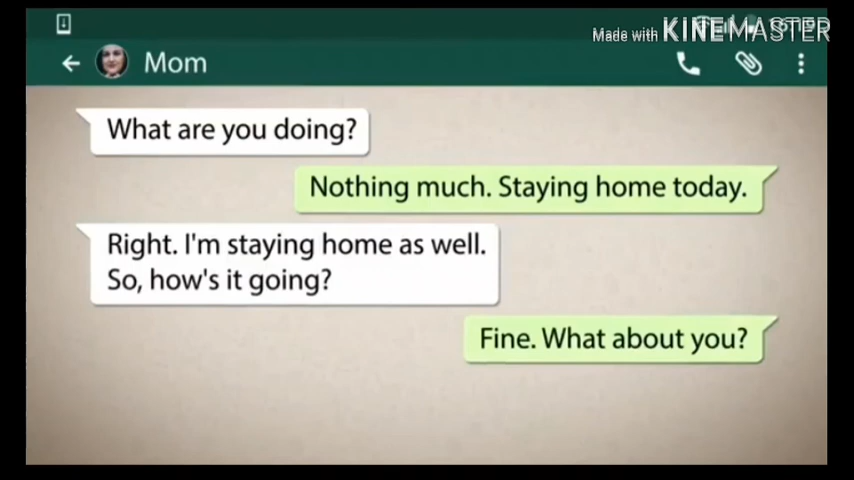 Made with KINEMASTER
Mom
What are you doing?
Nothing much. Staying home today.
Right. I'm staying home as well.
So, how's it going?
Fine. What about you?